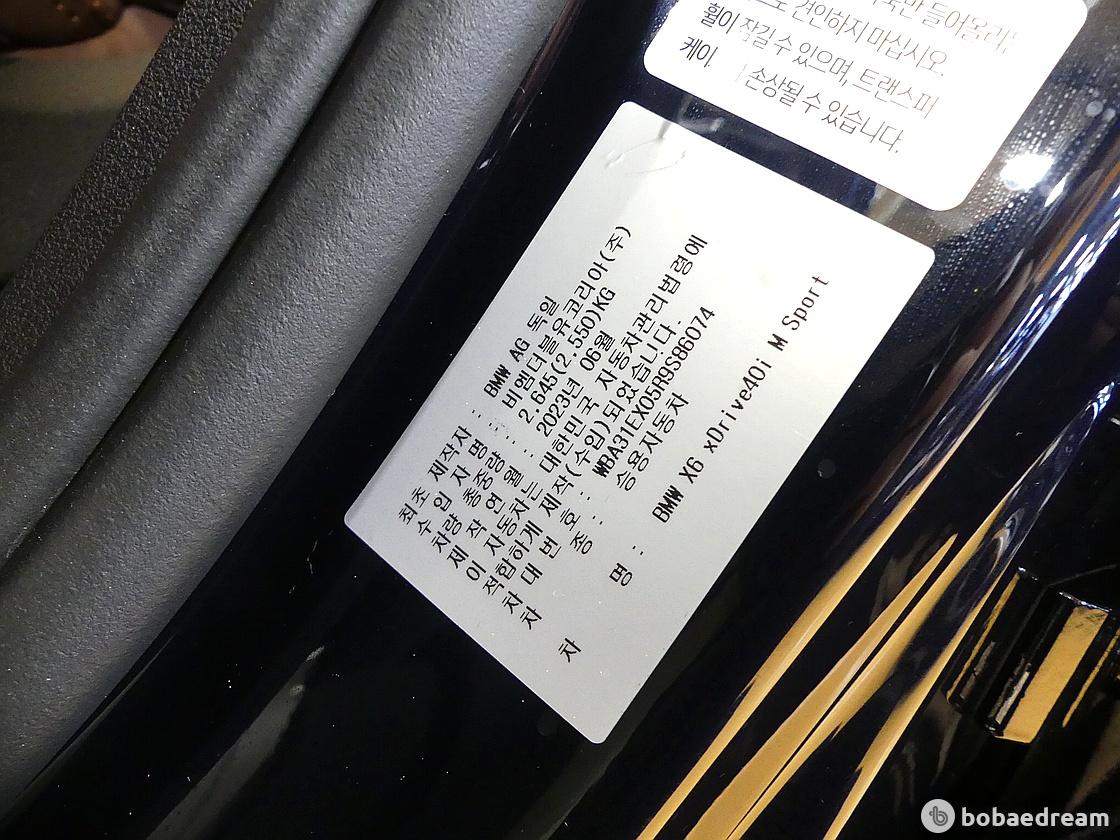 들어올리
견인하지 마십시오.
휠이 잠길 수 있으며, 트랜스퍼
케이 손상될 수 있습니다.
최초 제작자 : BMW AG 독일
수 입 자 명 : 비엠더블유코리아(주)
차량 총중량 : 2.645(2.550)KG
제 작 연 월 : 2023년 06월
이 자동차는 대한민국 자동차관리법령에
적합하게 제작(수입)되었습니다.
차 대 번 호 : WBA31EX05R9S86074
차 종 : 승용자동차
차 명 : BMW X6 xDrive40i M Sport
bobaedream